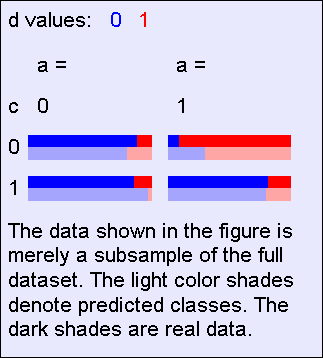 d values: 0 1
a = a =
c 0 1
0
1
The data shown in the figure is
merely a subsample of the full
dataset. The light color shades
denote predicted classes. The
dark shades are real data.